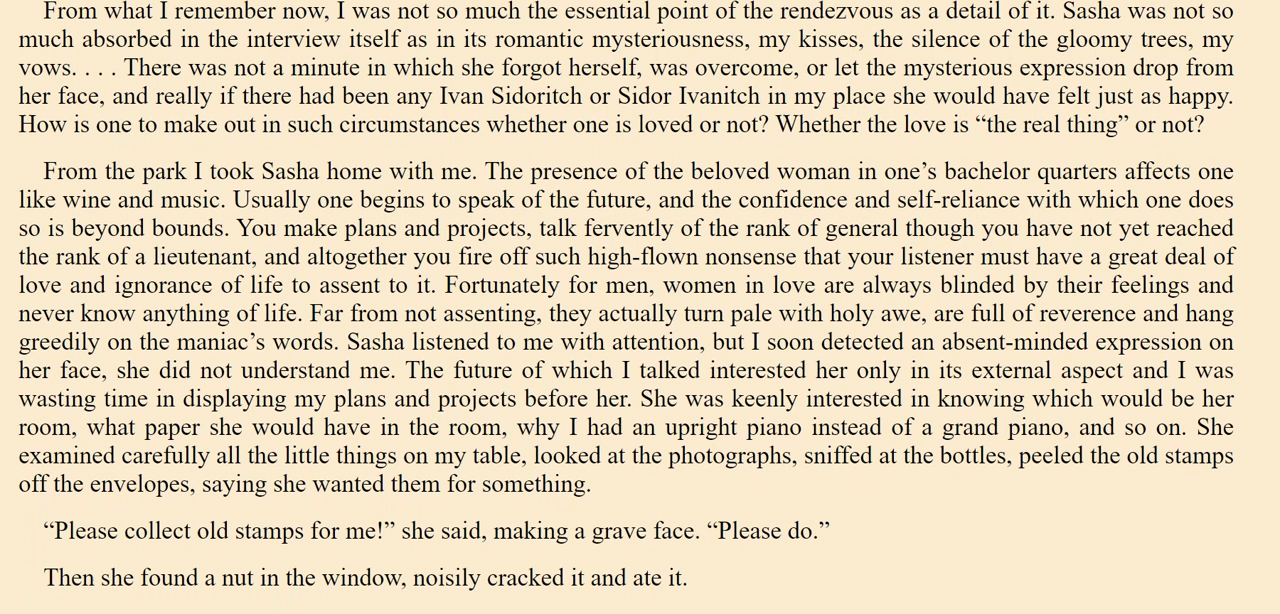 From what I remember now, I was not so much the essential point of the rendezvous as a detail of it. Sasha was not so
much absorbed in the interview itself as in its romantic mysteriousness, my kisses, the silence of the gloomy trees, my
vows. . . . There was not a minute in which she forgot herself, was overcome, or let the mysterious expression drop from
her face, and really if there had been any Ivan Sidoritch or Sidor Ivanitch in my place she would have felt just as happy.
How is one to make out in such circumstances whether one is loved or not? Whether the love is “the real thing” or not?
From the park I took Sasha home with me. The presence of the beloved woman in one’s bachelor quarters affects one
like wine and music. Usually one begins to speak of the future, and the confidence and self-reliance with which one does
so is beyond bounds. You make plans and projects, talk fervently of the rank of general though you have not yet reached
the rank of a lieutenant, and altogether you fire off such high-flown nonsense that your listener must have a great deal of
love and ignorance of life to assent to it. Fortunately for men, women in love are always blinded by their feelings and
never know anything of life. Far from not assenting, they actually turn pale with holy awe, are full of reverence and hang
greedily on the maniac’s words. Sasha listened to me with attention, but I soon detected an absent-minded expression on
her face, she did not understand me. The future of which I talked interested her only in its external aspect and I was
wasting time in displaying my plans and projects before her. She was keenly interested in knowing which would be her
room, what paper she would have in the room, why I had an upright piano instead of a grand piano, and so on. She
examined carefully all the little things on my table, looked at the photographs, sniffed at the bottles, peeled the old stamps
off the envelopes, saying she wanted them for something.
“Please collect old stamps for me!” she said, making a grave face. “Please do.”
Then she found a nut in the window, noisily cracked it and ate it.